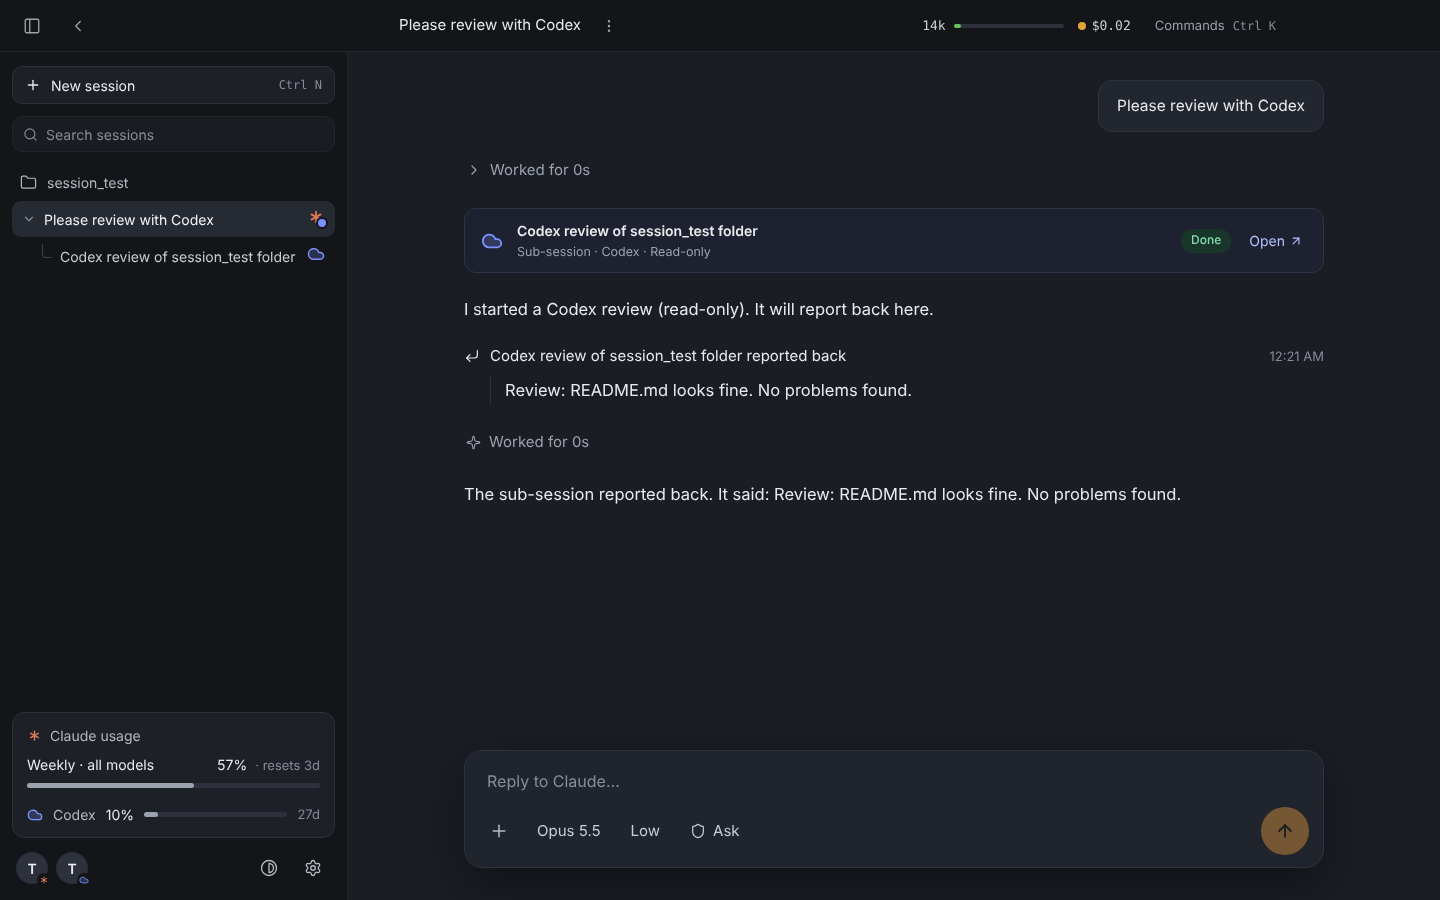 Please review with Codex
14k
$0.02
Commands Ctrl K
New session Ctrl N
Search sessions
session_test
Please review with Codex
Codex review of session_test folder
Claude usage
Weekly · all models 57% · resets 3d
Codex 10% 27d
T T
Please review with Codex
Worked for 0s
Codex review of session_test folder
Sub-session · Codex · Read-only
Done Open
I started a Codex review (read-only). It will report back here.
Codex review of session_test folder reported back 12:21 AM
Review: README.md looks fine. No problems found.
Worked for 0s
The sub-session reported back. It said: Review: README.md looks fine. No problems found.
Reply to Claude...
Opus 5.5 Low Ask